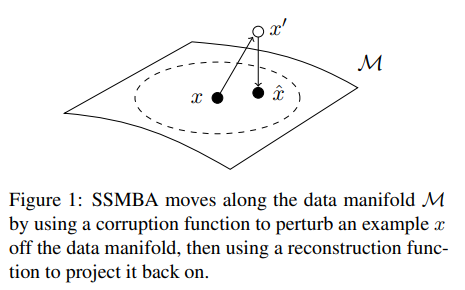 x′
M
x x̂
Figure 1: SSMBA moves along the data manifold M
by using a corruption function to perturb an example x
off the data manifold, then using a reconstruction func-
tion to project it back on.